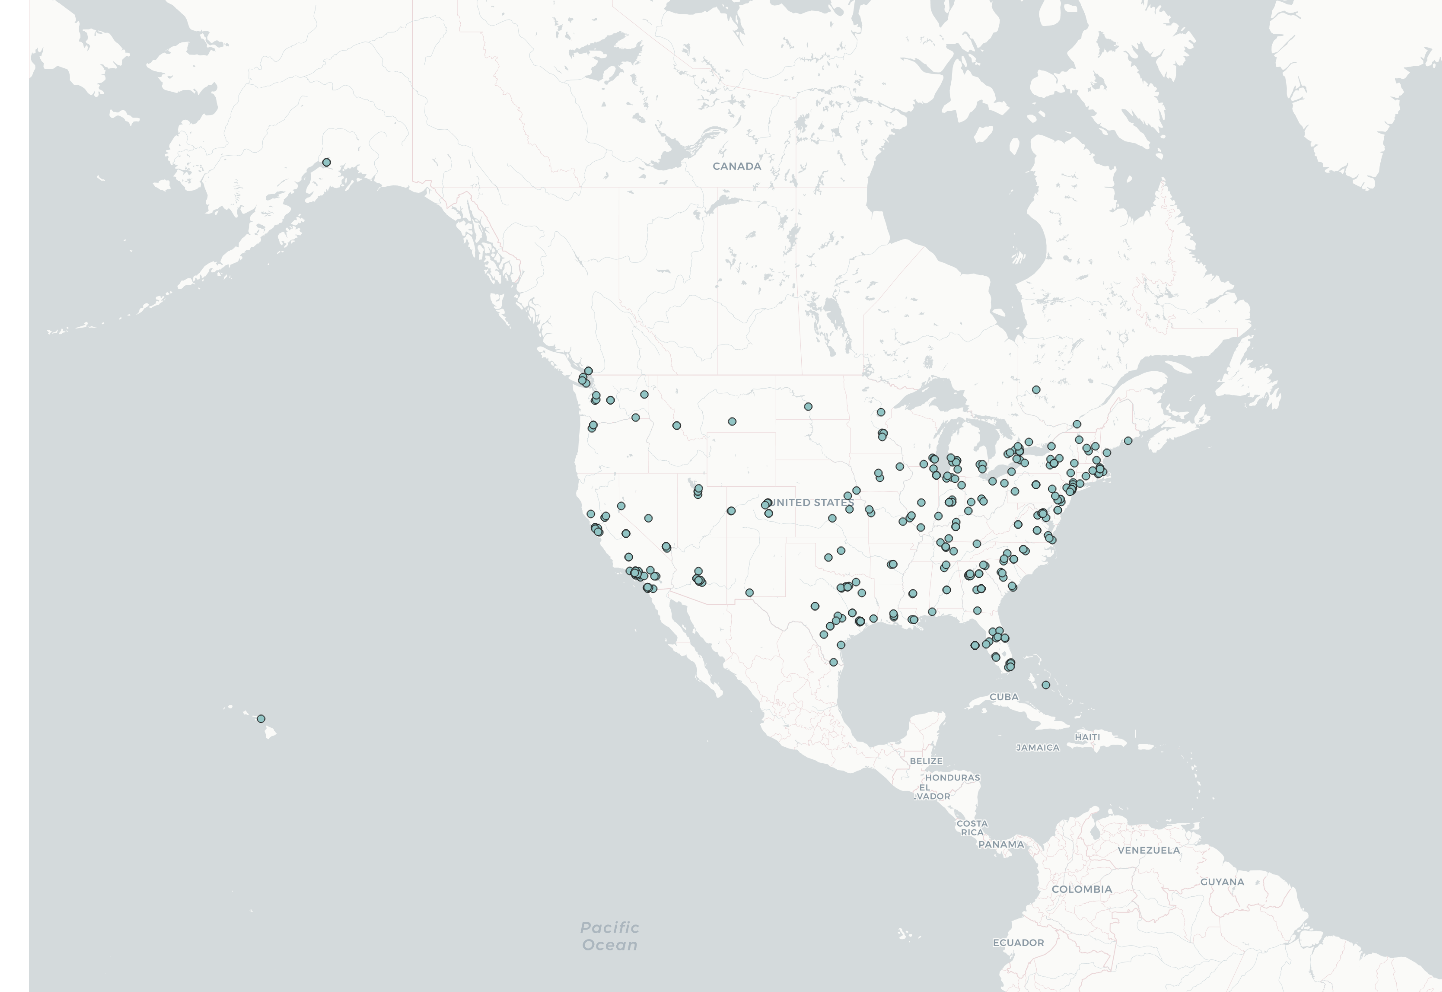 CANADA
UNITED STATES
CUBA
HAITI
JAMAICA
BELIZE
HONDURAS
EL
.VADOR
COSTA
RICA
PANAMA
VENEZUELA
GUYANA
COLOMBIA
Pacific
Ocean
ECUADOR